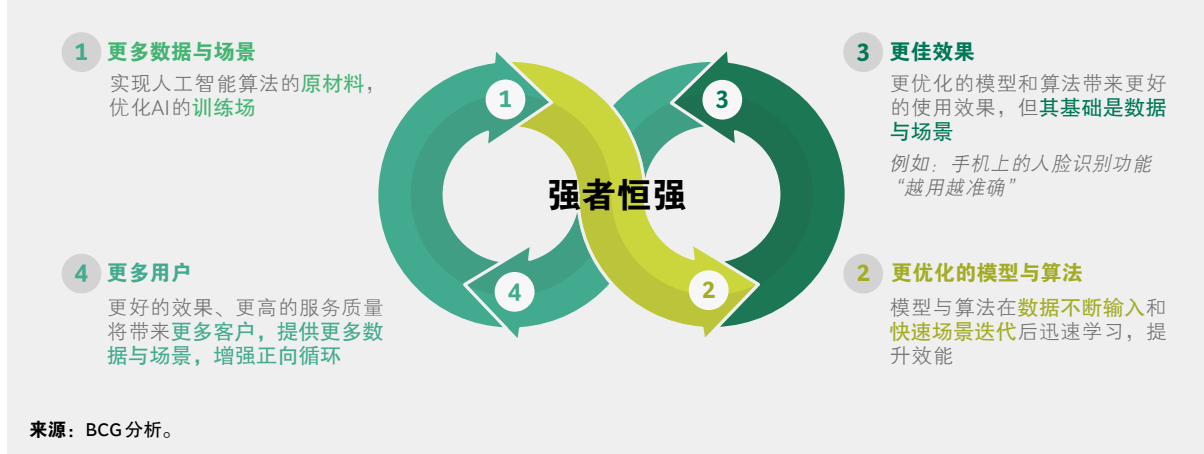 1 更多数据与场景
实现人工智能算法的原材料，
优化AI的训练场
3 更佳效果
更优化的模型和算法带来更好
的使用效果，但其基础是数据
与场景
例如：手机上的人脸识别功能
“越用越准确”
1
3
强者恒强
4
2
4 更多用户
更好的效果、更高的服务质量
将带来更多客户，提供更多数
据与场景，增强正向循环
2 更优化的模型与算法
模型与算法在数据不断输入和
快速场景迭代后迅速学习，提
升效能
来源：BCG分析。